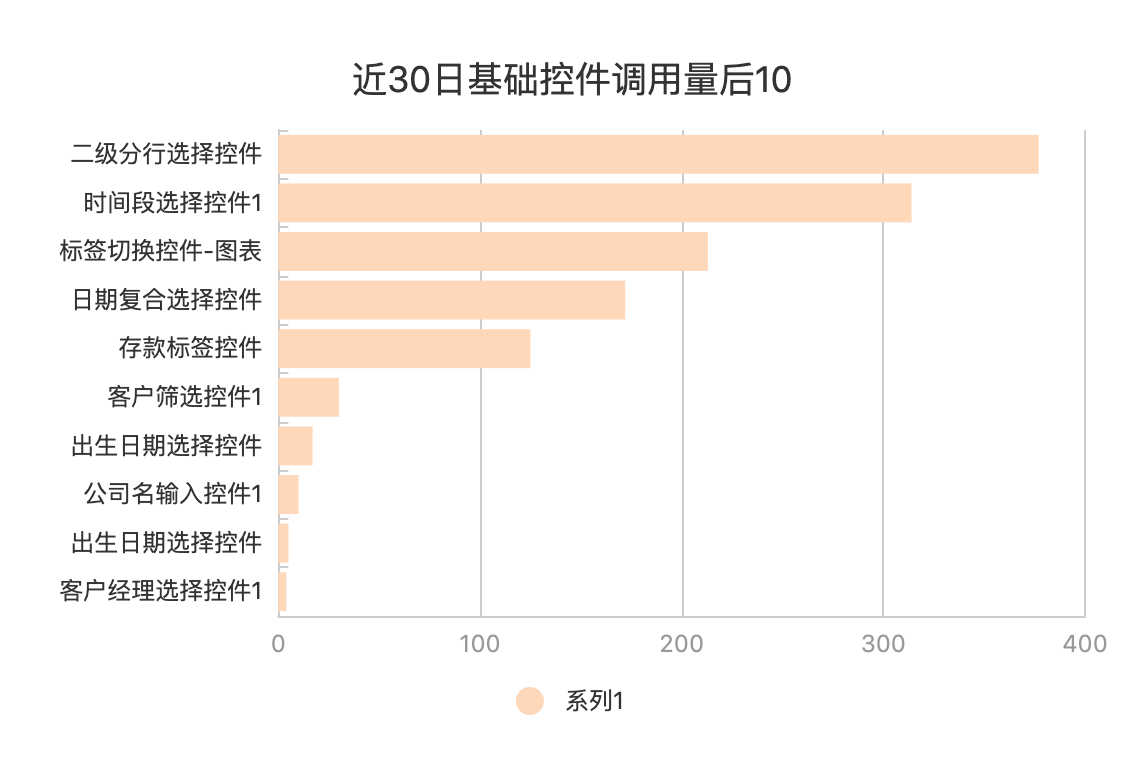 近30日基础控件调用量后10
二级分行选择控件
时间段选择控件1
标签切换控件-图表
日期复合选择控件
存款标签控件
客户筛选控件1
出生日期选择控件
公司名输入控件1
出生日期选择控件
客户经理选择控件1
0 100 200 300 400
系列1